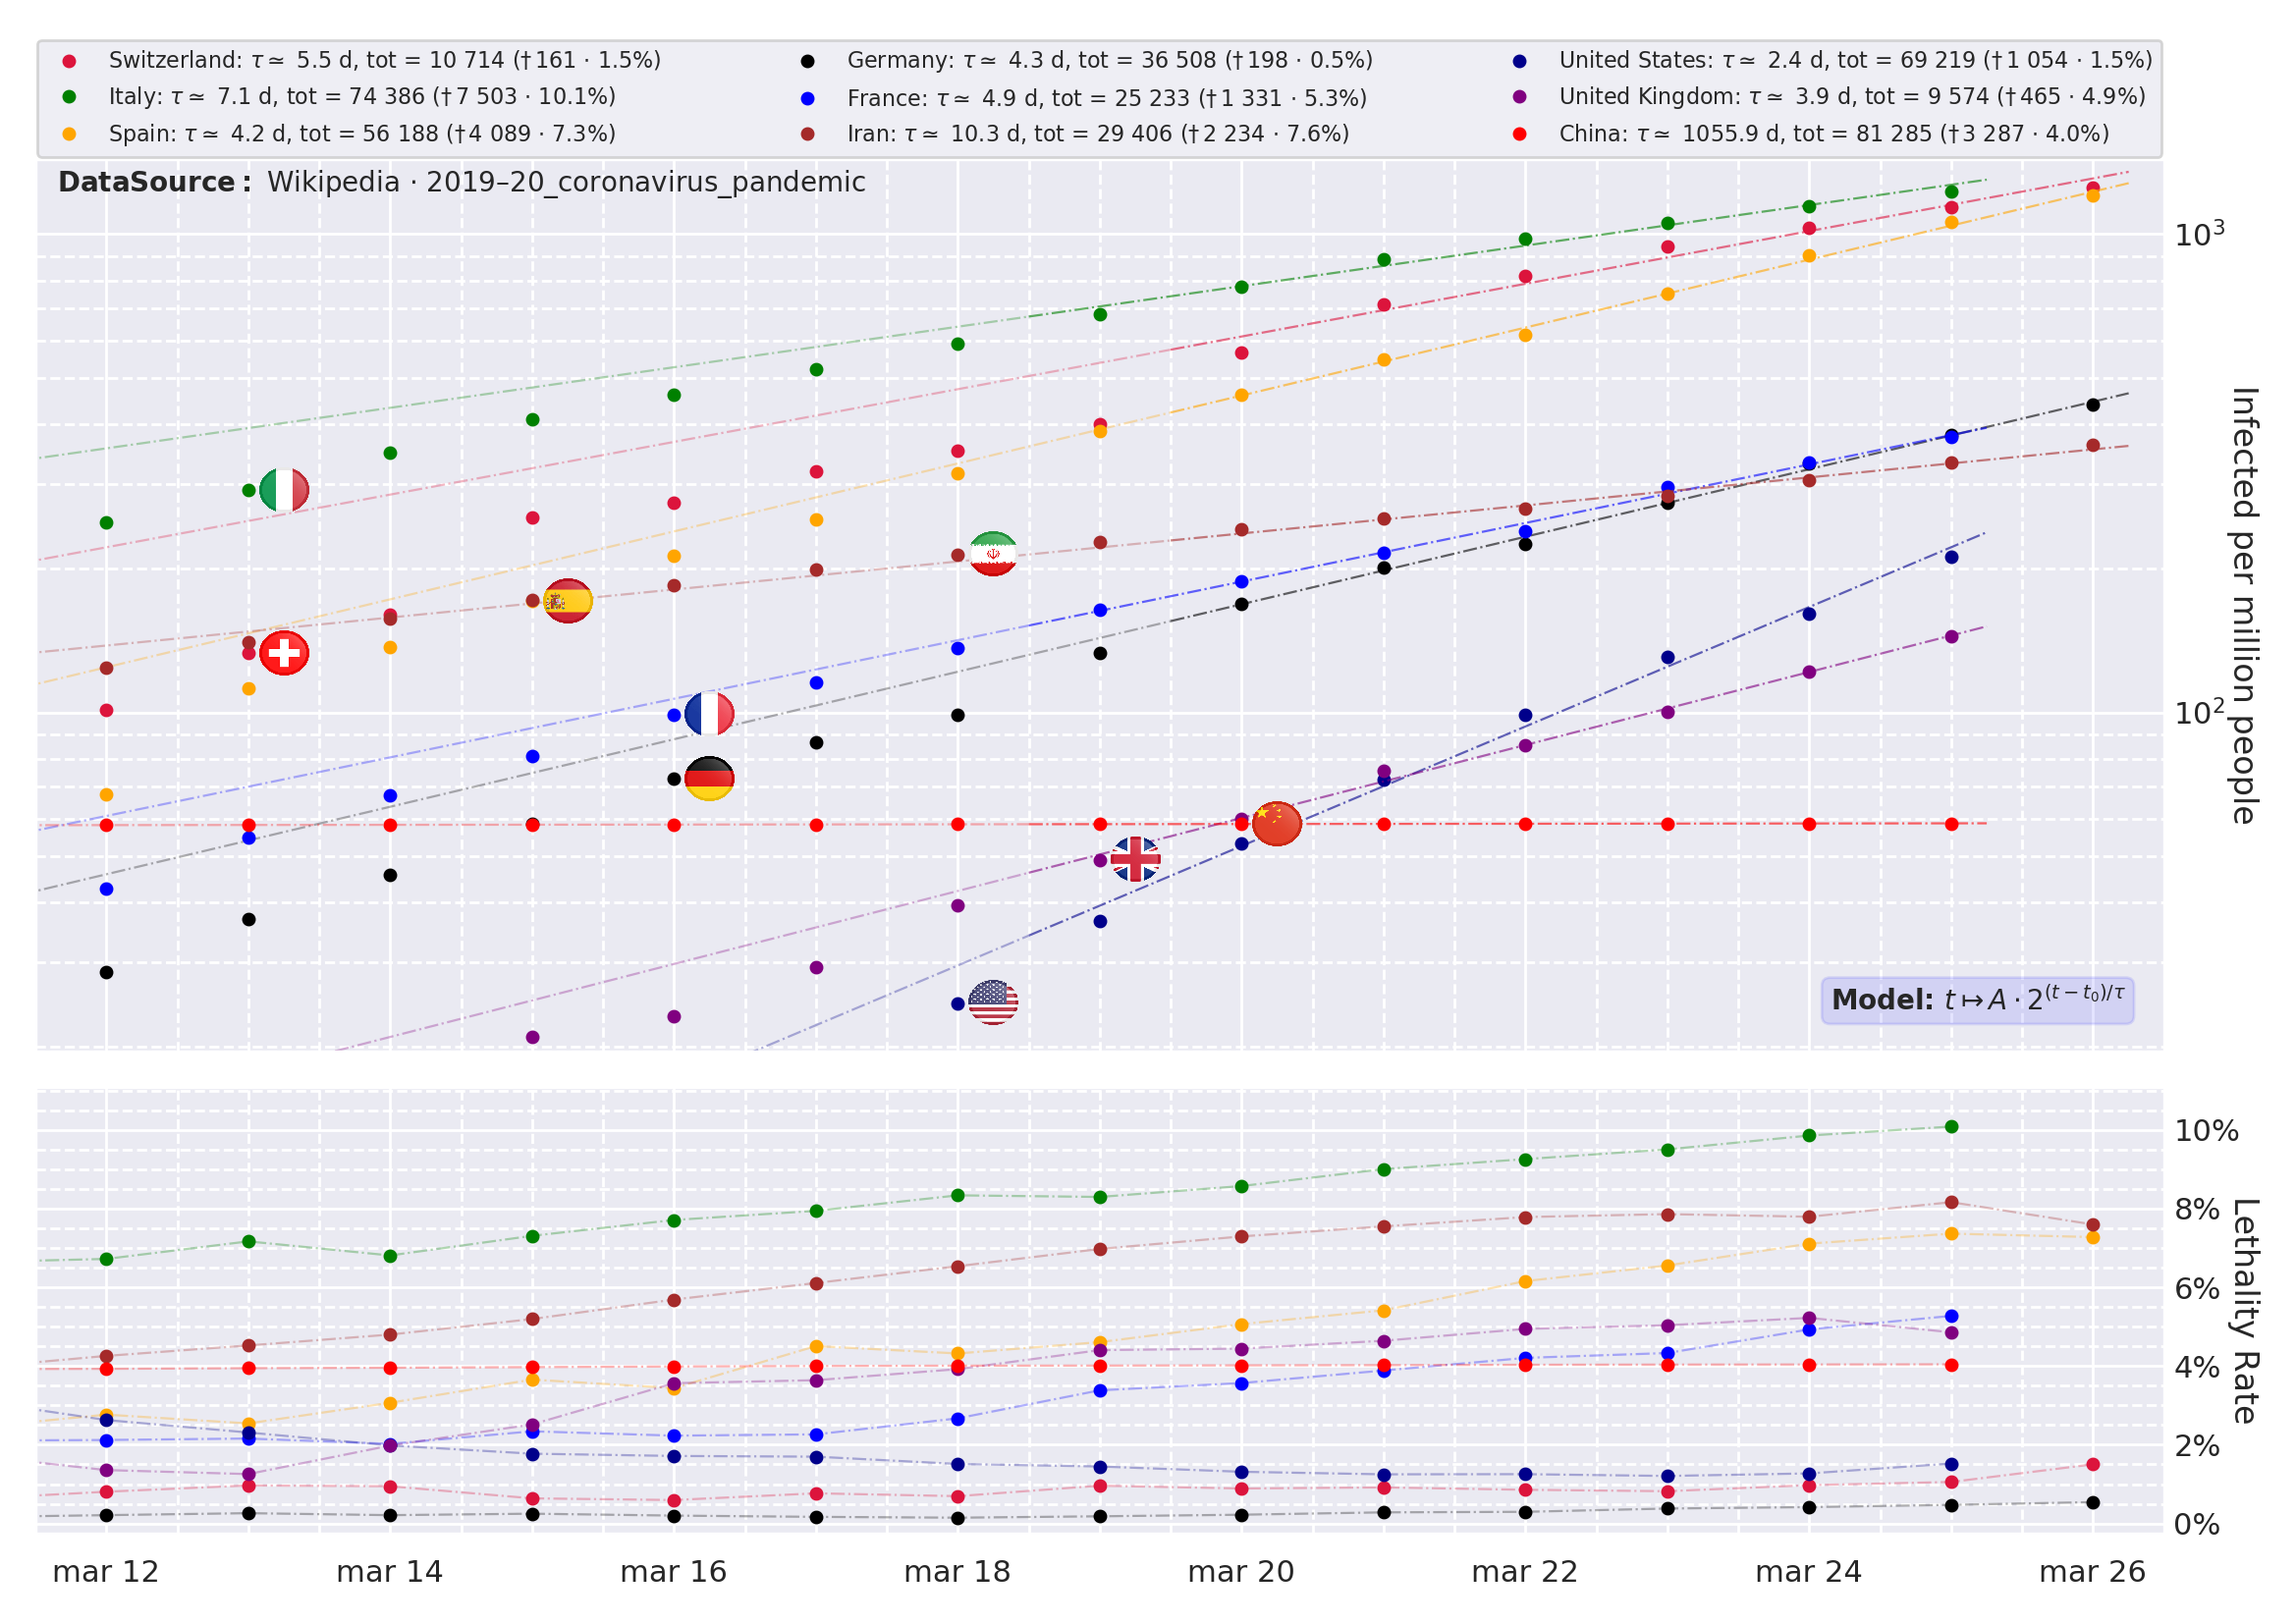 Switzerland: τ ≃ 5.5 d, tot = 10 714 (†161 · 1.5%)
Italy: τ ≃ 7.1 d, tot = 74 386 (†7 503 · 10.1%)
Spain: τ ≃ 4.2 d, tot = 56 188 (†4 089 · 7.3%)
Germany: τ ≃ 4.3 d, tot = 36 508 (†198 · 0.5%)
France: τ ≃ 4.9 d, tot = 25 233 (†1 331 · 5.3%)
Iran: τ ≃ 10.3 d, tot = 29 406 (†2 234 · 7.6%)
United States: τ ≃ 2.4 d, tot = 69 219 (†1 054 · 1.5%)
United Kingdom: τ ≃ 3.9 d, tot = 9 574 (†465 · 4.9%)
China: τ ≃ 1055.9 d, tot = 81 285 (†3 287 · 4.0%)
DataSource: Wikipedia · 2019–20_coronavirus_pandemic
10³
10²
Infected per million people
Model: t ↦ A · 2^{(t − t₀)/τ}
10%
8%
6%
4%
2%
0%
Lethality Rate
mar 12
mar 14
mar 16
mar 18
mar 20
mar 22
mar 24
mar 26